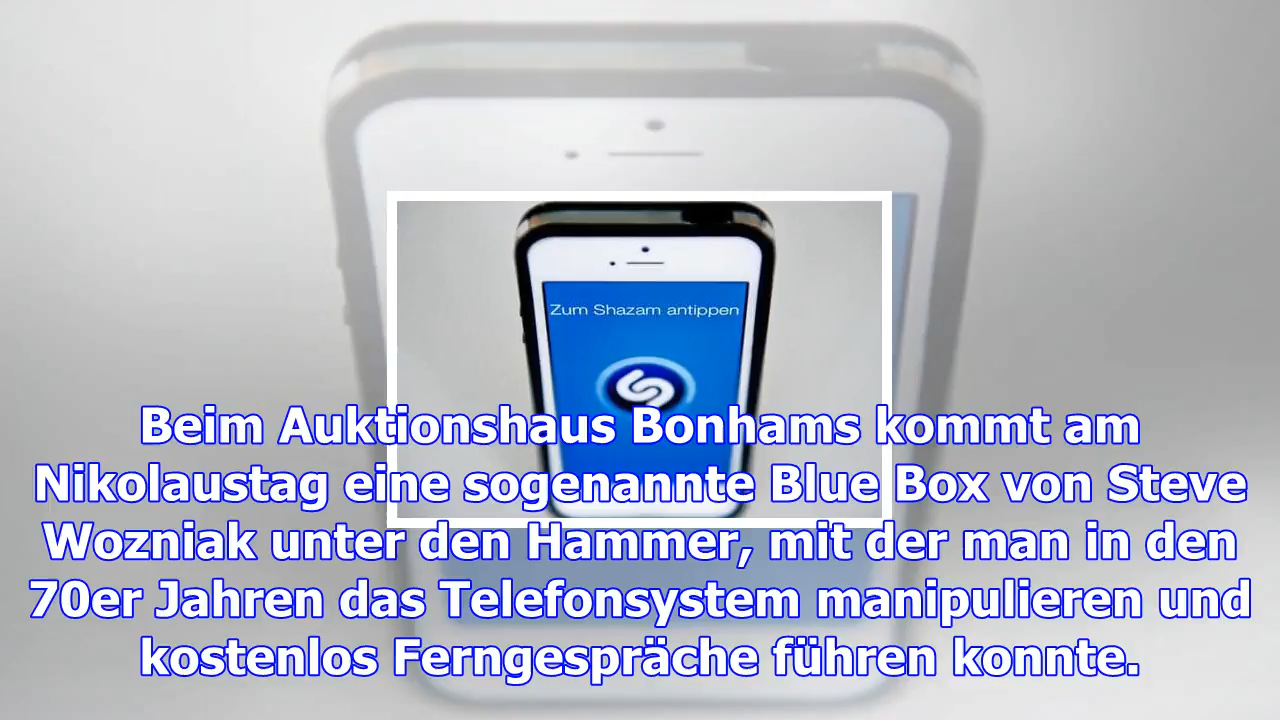 Zum Shazam antippen
Beim Auktionshaus Bonhams kommt am
Nikolaustag eine sogenannte Blue Box von Steve
Wozniak unter den Hammer, mit der man in den
70er Jahren das Telefonsystem manipulieren und
kostenlos Ferngespräche führen konnte.